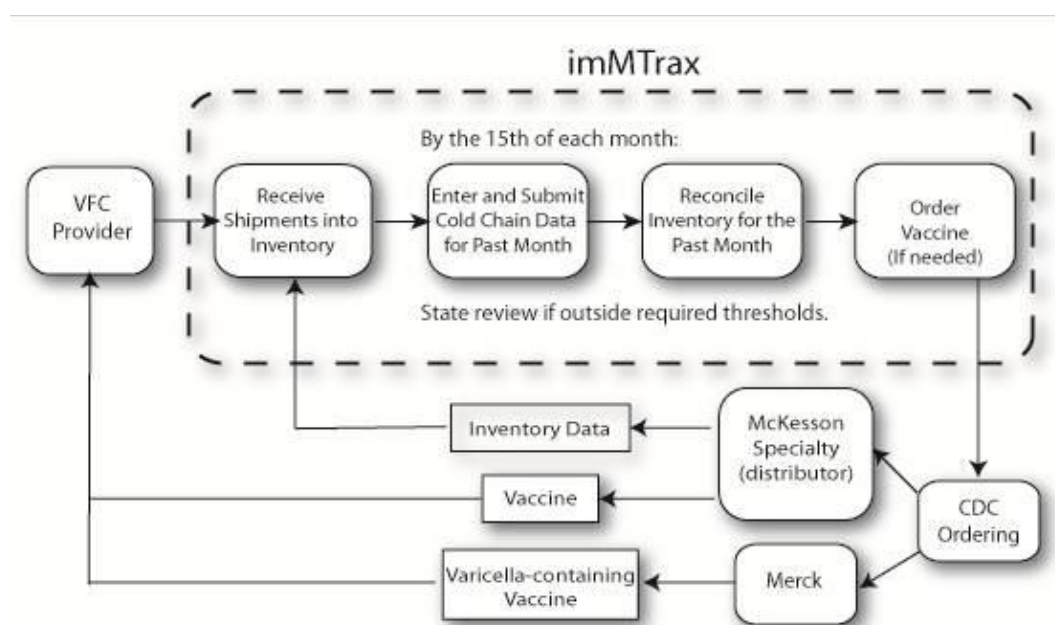 imMTrax
By the 15th of each month:
VFC
Provider
Receive
Shipments into
Inventory
Enter and Submit
Cold Chain Data
for Past Month
Reconcile
Inventory for the
Past Month
Order
Vaccine
(If needed)
State review if outside required thresholds.
Inventory Data
McKesson
Specialty
(distributor)
Vaccine
CDC
Ordering
Varicella-containing
Vaccine
Merck